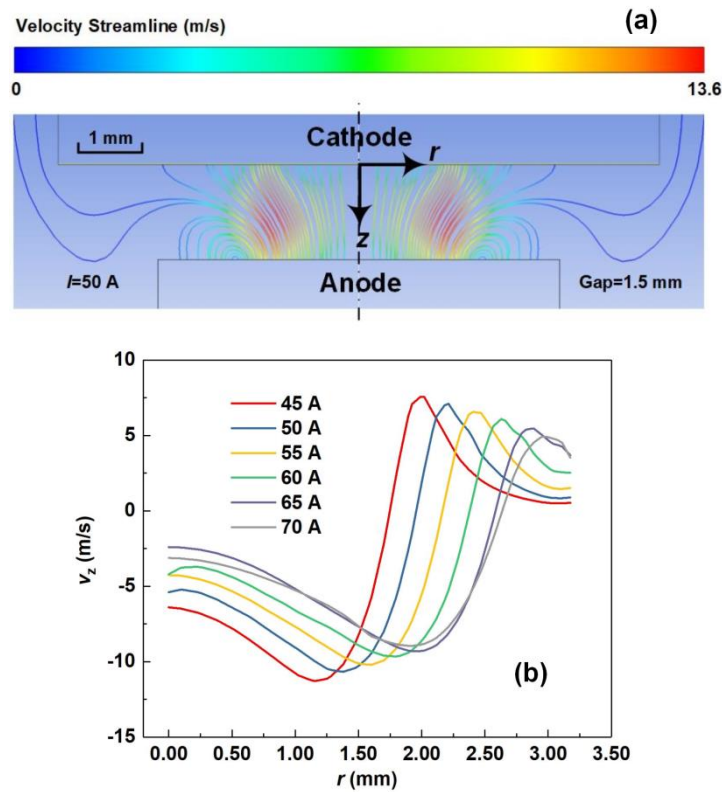 Velocity Streamline (m/s)
(a)
0
13.6
1 mm
Cathode
r
z
I=50 A
Anode
Gap=1.5 mm
10
5
0
-5
-10
-15
45 A
50 A
55 A
60 A
65 A
70 A
v_z (m/s)
(b)
0.00 0.50 1.00 1.50 2.00 2.50 3.00 3.50
r (mm)